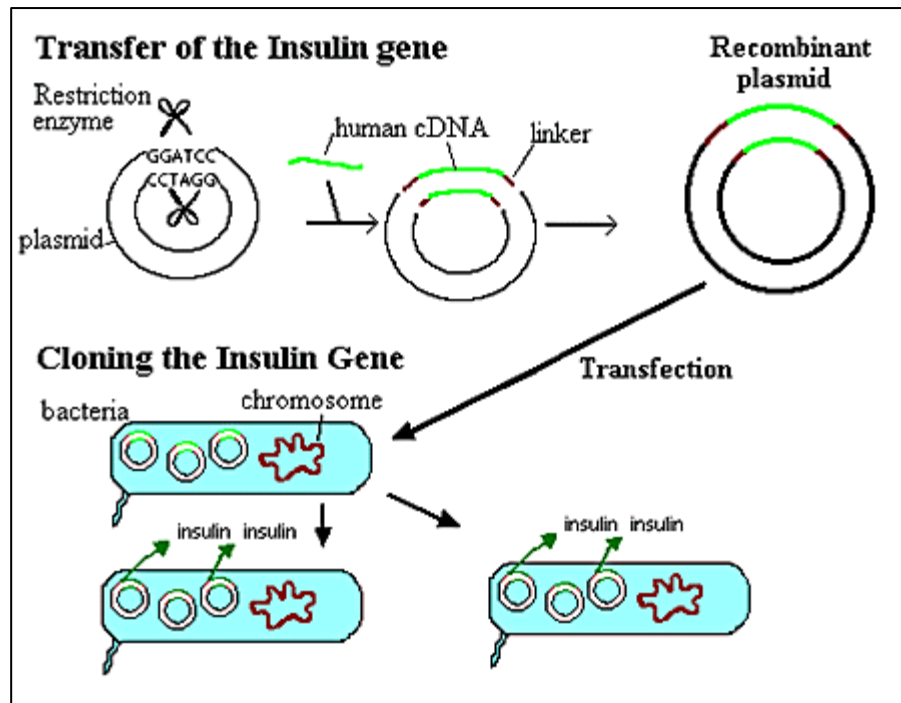 Transfer of the Insulin gene
Recombinant
plasmid
Restriction
enzyme
human cDNA
linker
GGATCC
CCTAGG
plasmid
Cloning the Insulin Gene
Transfection
bacteria
chromosome
insulin insulin
insulin insulin